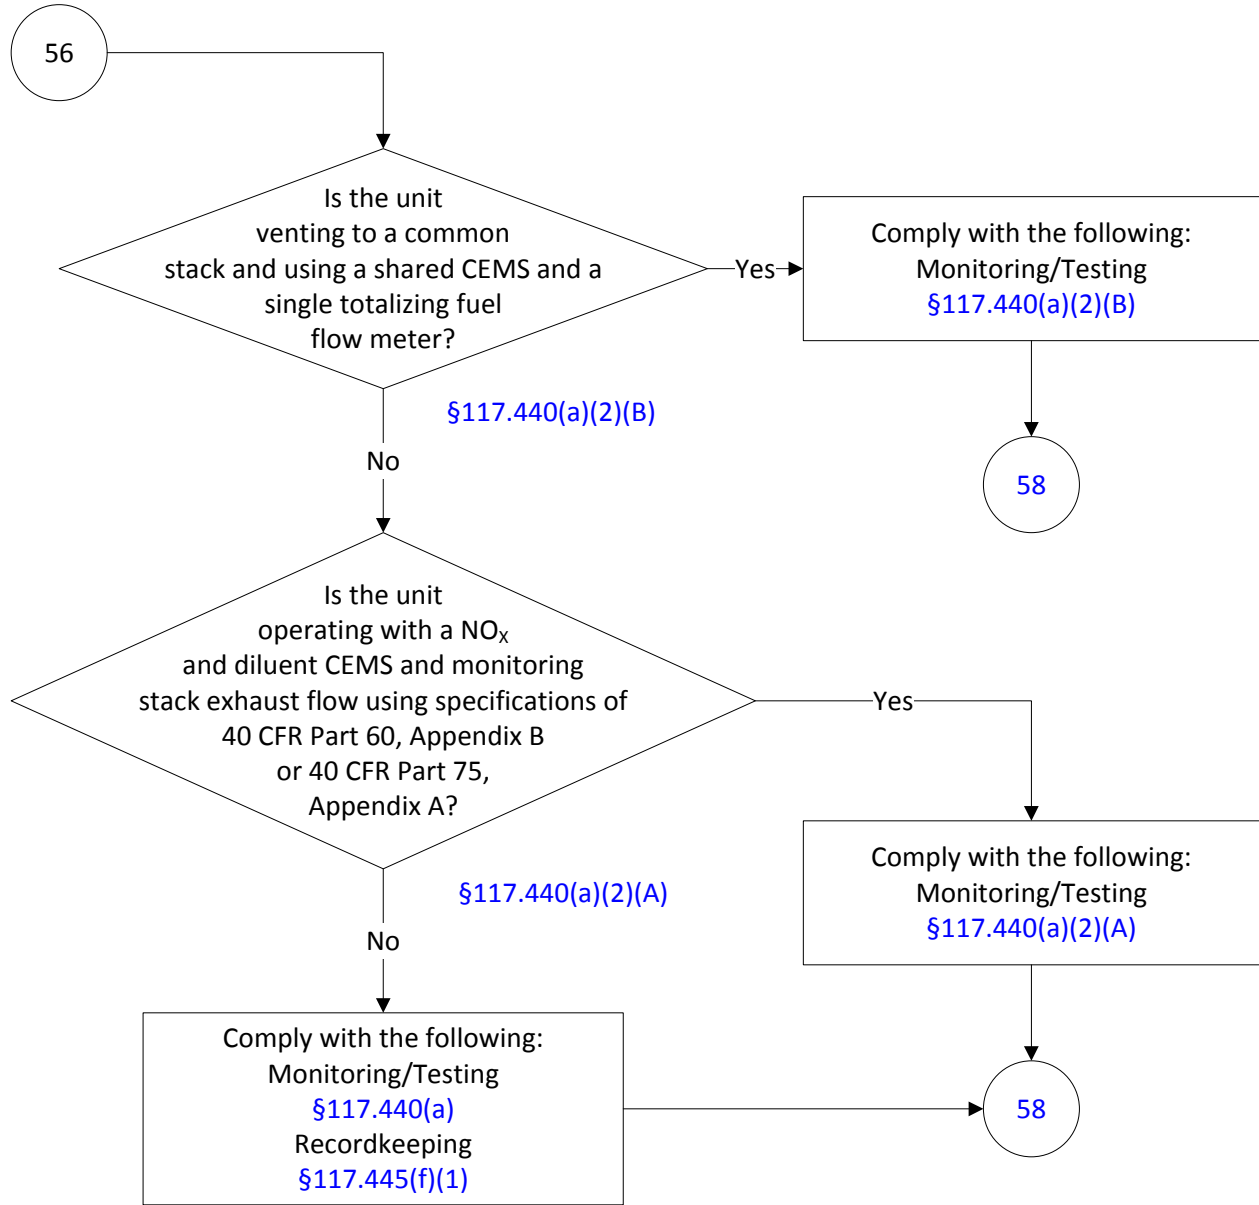 56
Is the unit
venting to a common
stack and using a shared CEMS and a
single totalizing fuel
flow meter?
Yes
Comply with the following:
Monitoring/Testing
§117.440(a)(2)(B)
§117.440(a)(2)(B)
No
58
Is the unit
operating with a NOX
and diluent CEMS and monitoring
stack exhaust flow using specifications of
40 CFR Part 60, Appendix B
or 40 CFR Part 75,
Appendix A?
Yes
Comply with the following:
Monitoring/Testing
§117.440(a)(2)(A)
§117.440(a)(2)(A)
No
Comply with the following:
Monitoring/Testing
§117.440(a)
Recordkeeping
§117.445(f)(1)
58